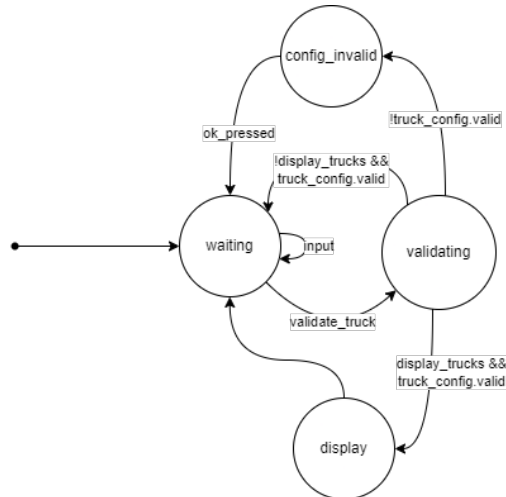 config_invalid
!truck_config.valid
ok_pressed
!display_trucks &&
truck_config.valid
waiting
input
validating
validate_truck
display_trucks &&
truck_config.valid
display